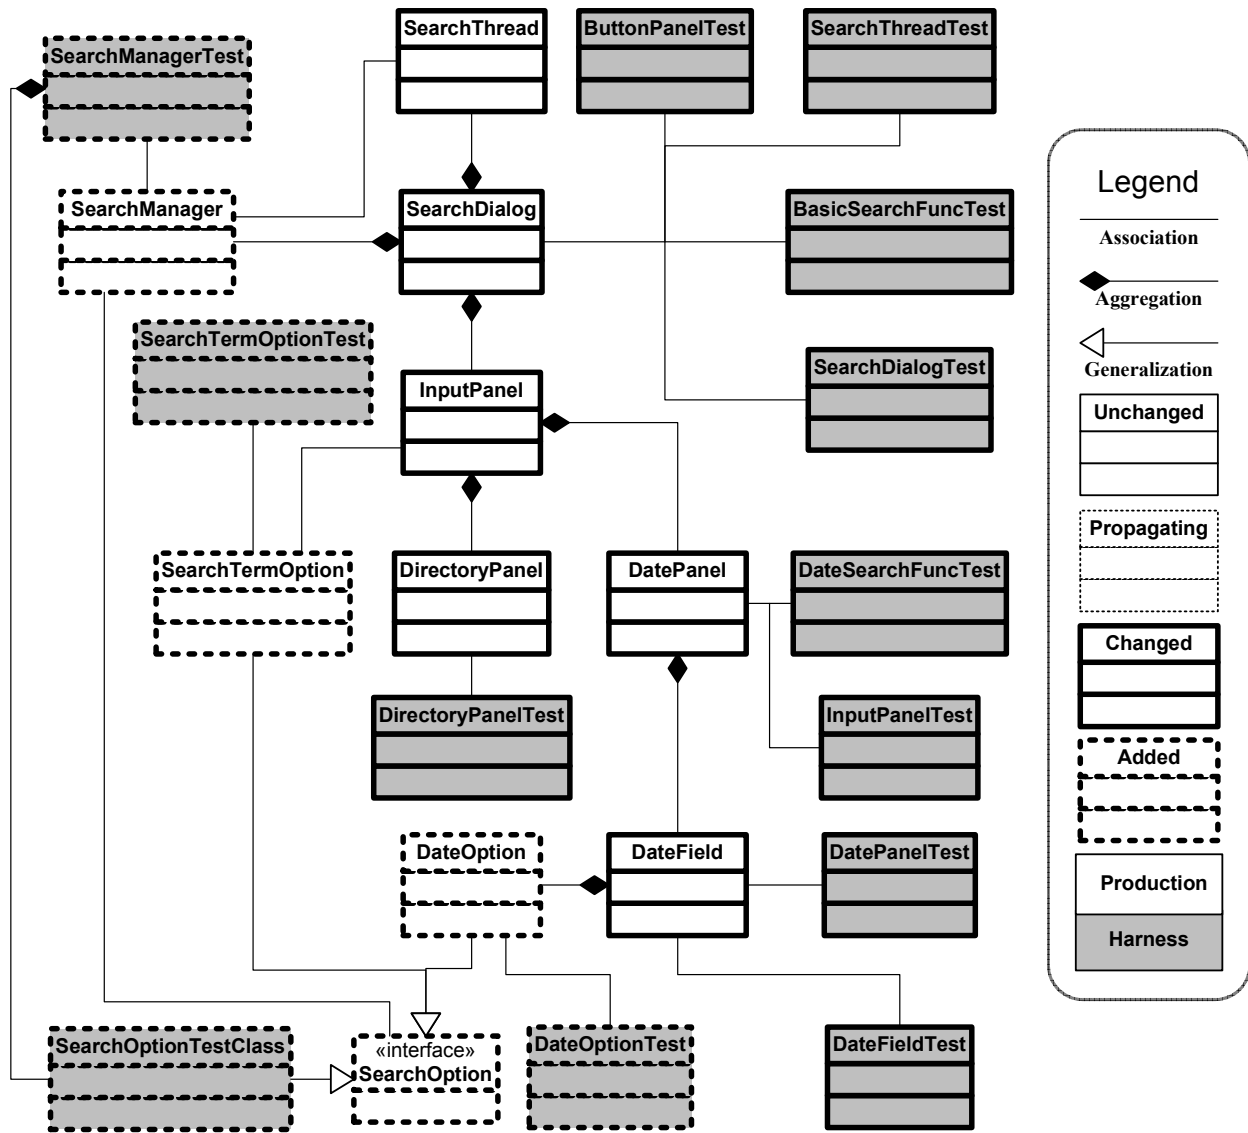 SearchThread
ButtonPanelTest
SearchThreadTest
SearchManagerTest
SearchManager
SearchDialog
BasicSearchFuncTest
SearchTermOptionTest
InputPanel
SearchDialogTest
SearchTermOption
DirectoryPanel
DatePanel
DateSearchFuncTest
DirectoryPanelTest
InputPanelTest
DateOption
DateField
DatePanelTest
SearchOptionTestClass
«interface»
SearchOption
DateOptionTest
DateFieldTest
Legend
Association
Aggregation
Generalization
Unchanged
Propagating
Changed
Added
Production
Harness